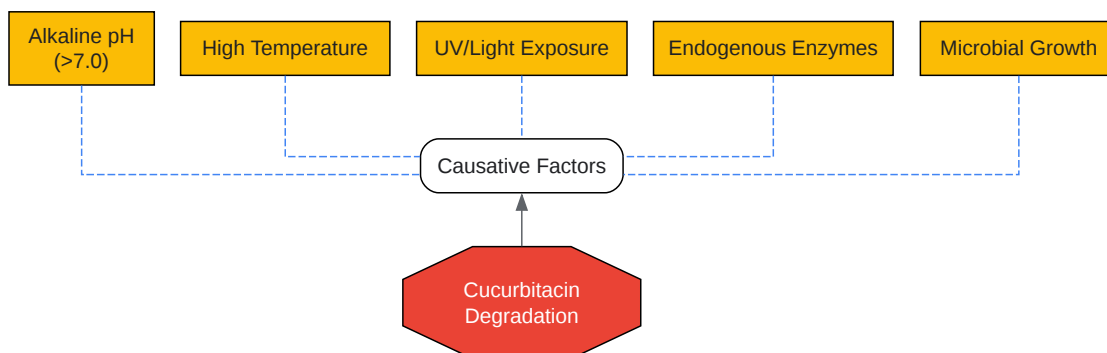 Alkaline pH
(>7.0)
High Temperature
UV/Light Exposure
Endogenous Enzymes
Microbial Growth
Causative Factors
Cucurbitacin
Degradation